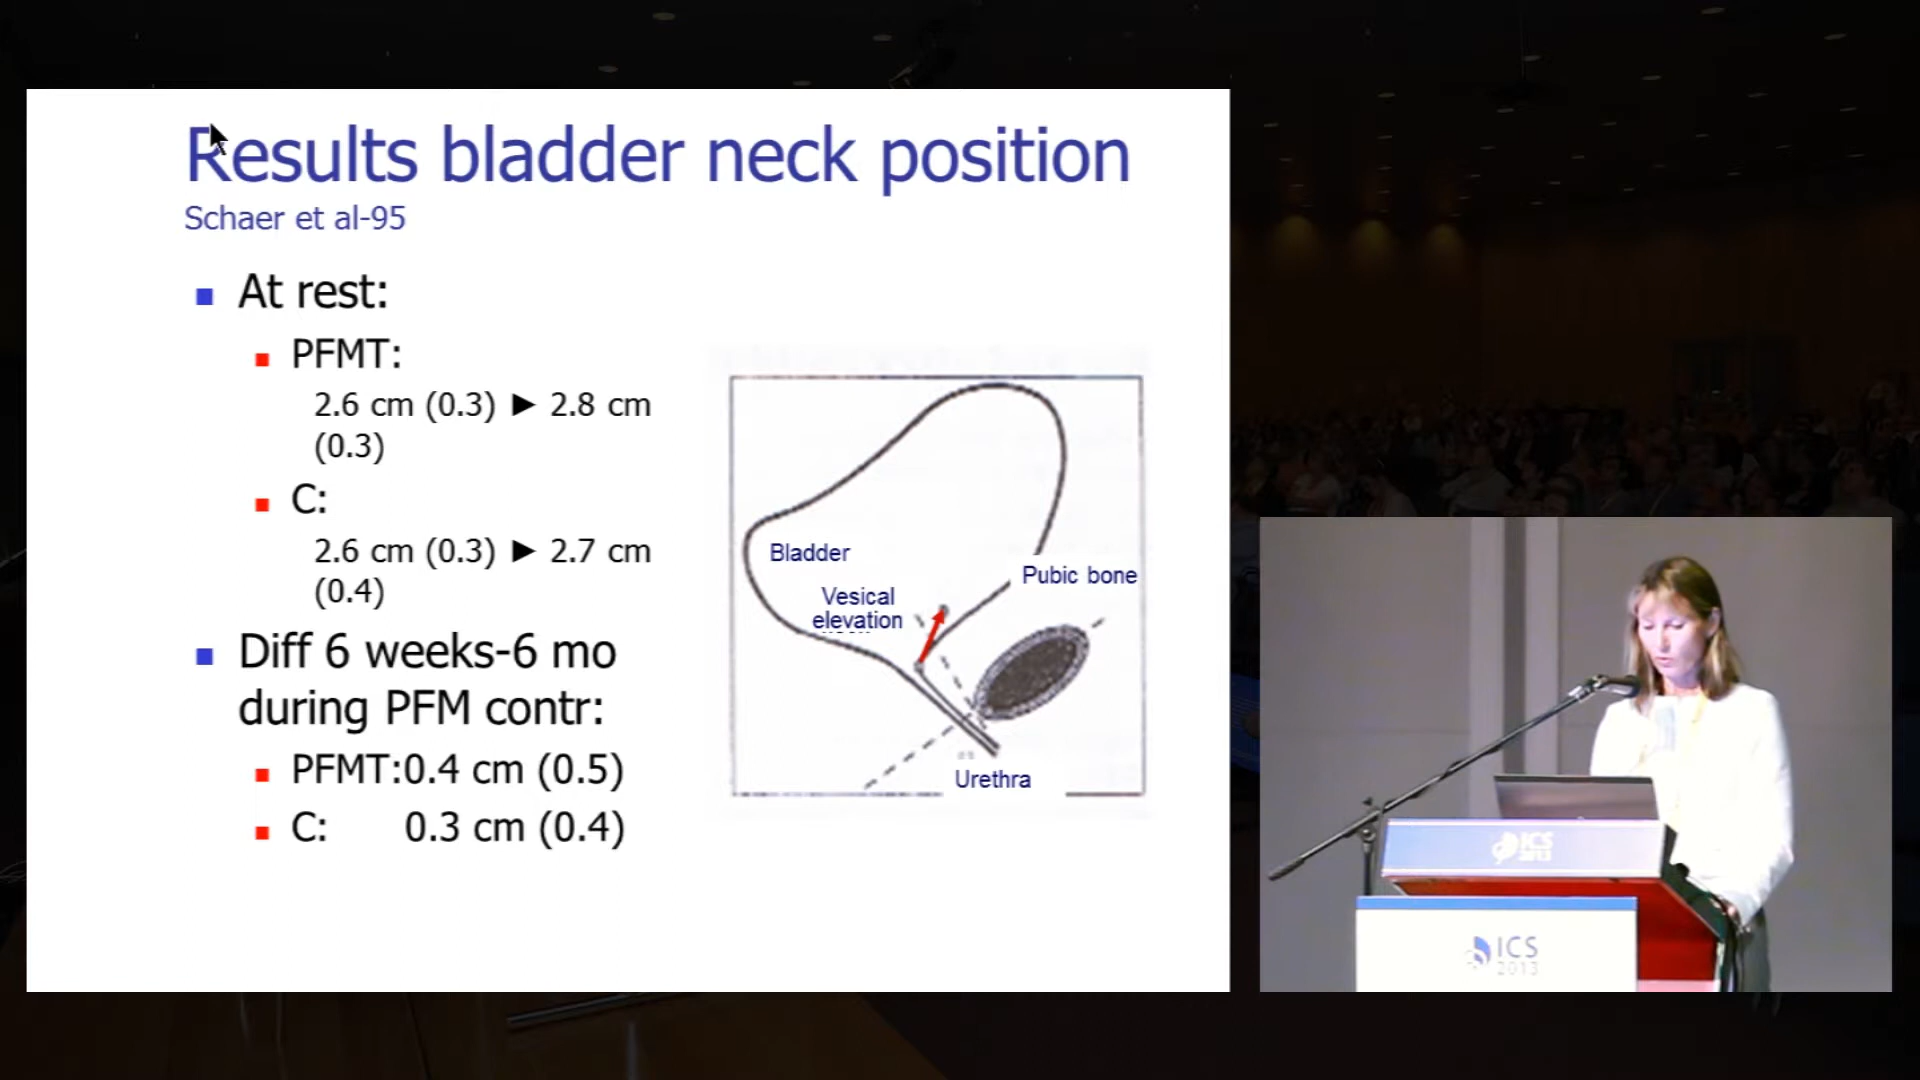 Results bladder neck position
Schaer et al-95
■ At rest:
■ PFMT:
2.6 cm (0.3) ► 2.8 cm
(0.3)
■ C:
2.6 cm (0.3) ► 2.7 cm
(0.4)
■ Diff 6 weeks-6 mo
during PFM contr:
■ PFMT:0.4 cm (0.5)
■ C: 0.3 cm (0.4)
Bladder
Vesical
elevation
Pubic bone
Urethra
ICS
2013
ICS
2013